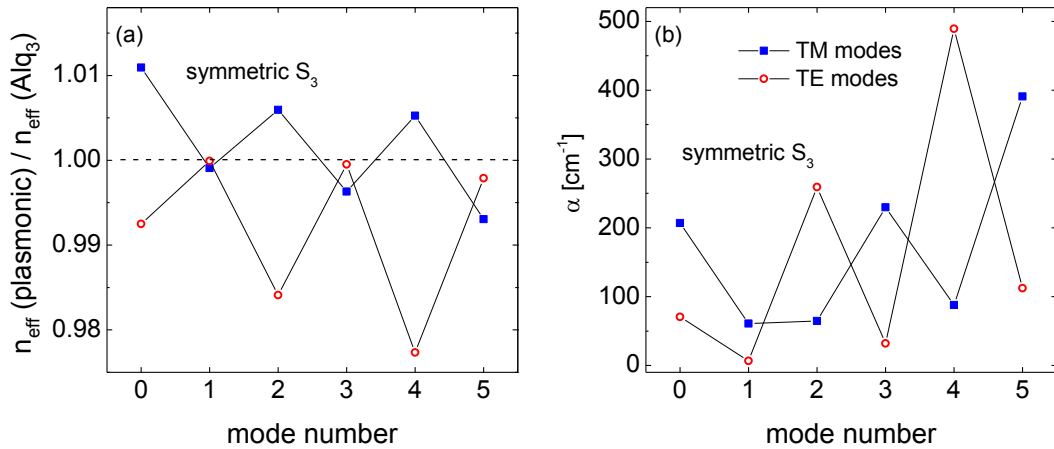 (a)
symmetric S3
1.01
1.00
0.99
0.98
0 1 2 3 4 5
mode number
neff (plasmonic) / neff (Alq3)
(b)
TM modes
TE modes
symmetric S3
500
400
300
200
100
0
0 1 2 3 4 5
mode number
α [cm-1]